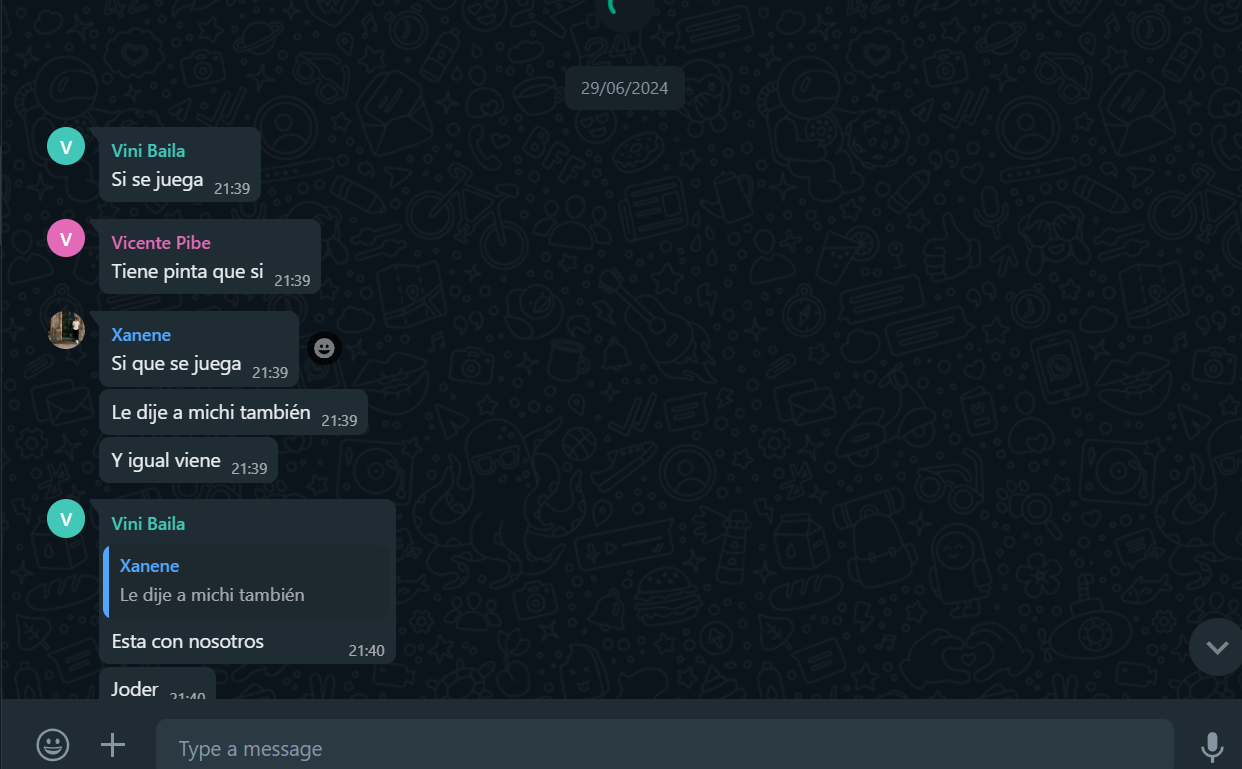 29/06/2024
V
Vini Baila
Si se juega 21:39
V
Vicente Pibe
Tiene pinta que si 21:39
Xanene
Si que se juega 21:39
Le dije a michi también 21:39
Y igual viene 21:39
V
Vini Baila
Xanene
Le dije a michi también
Esta con nosotros 21:40
Joder 21:40
Type a message